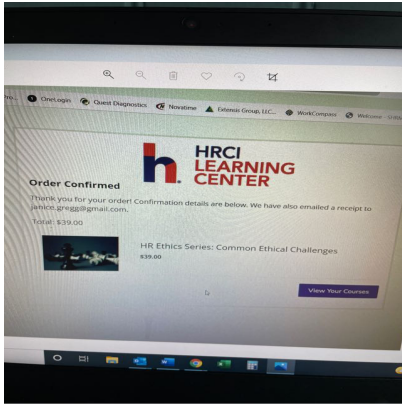 OneLogin Quest Diagnostics Novatime Extensis Group, LLC... WorkCompass Welcome
h. HRCI
LEARNING
CENTER
Order Confirmed
Thank you for your order! Confirmation details are below. We have also emailed a receipt to
janice.gregg@gmail.com.
Total: $39.00
HR Ethics Series: Common Ethical Challenges
$39.00
View Your Courses